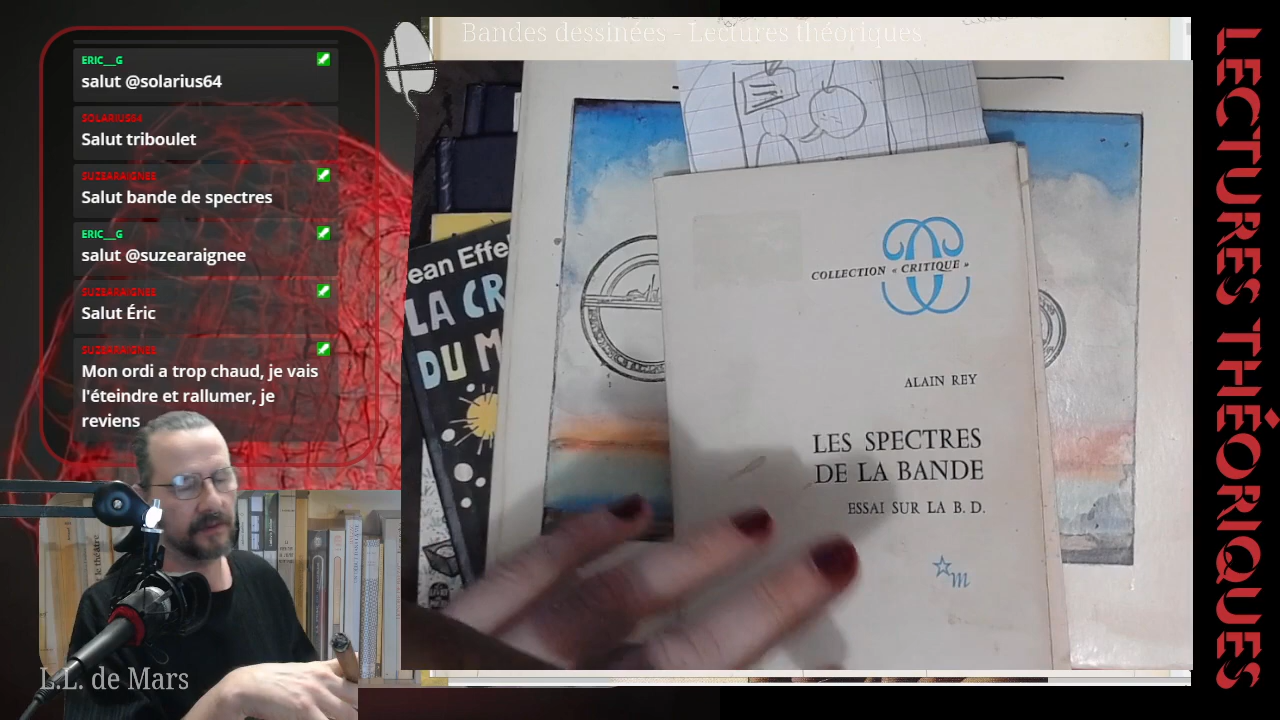 Bandes dessinées - Lectures théoriques
ERIC__G
salut @solarius64
SOLARIUS64
Salut triboulet
SUZEARAIGNEE
Salut bande de spectres
ERIC__G
salut @suzearaignee
SUZEARAIGNEE
Salut Éric
SUZEARAIGNEE
Mon ordi a trop chaud, je vais
l'éteindre et rallumer, je
reviens
L.L. de Mars
ean Effel
LA CR
DU M
COLLECTION « CRITIQUE »
ALAIN REY
LES SPECTRES
DE LA BANDE
ESSAI SUR LA B. D.
m
LECTURES THÉORIQUES